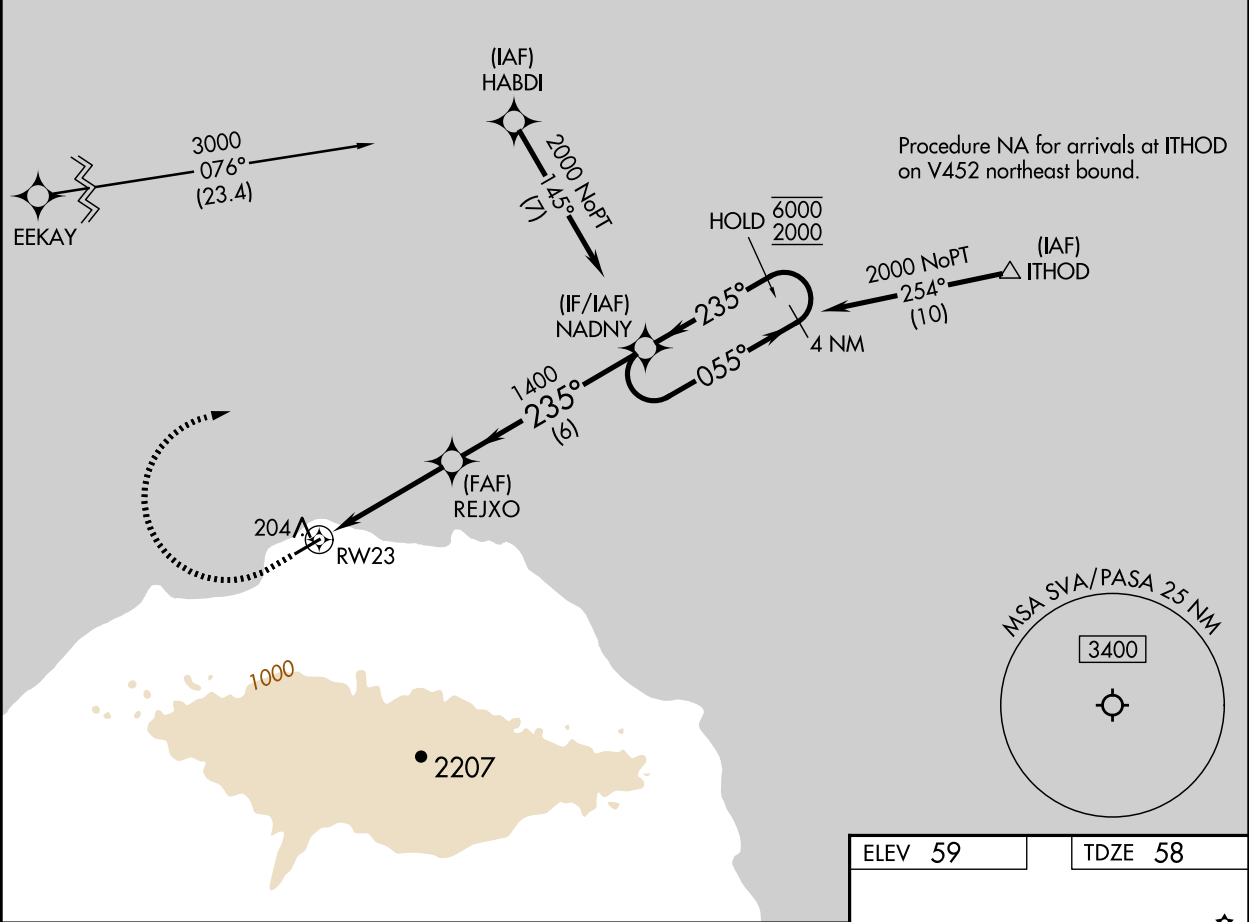 (IAF)
HABDI
3000
076°
(23.4)
EEKAY
2000 NoPT
145°
(7)
Procedure NA for arrivals at ITHOD
on V452 northeast bound.
HOLD 6000
2000
(IAF)
ITHOD
2000 NoPT
254°
(10)
(IF/IAF)
NADNY
235°
055°
4 NM
1400
235°
(6)
(FAF)
REJXO
204
RW23
MSA SVA/PASA 25 NM
3400
1000
2207
ELEV 59
TDZE 58